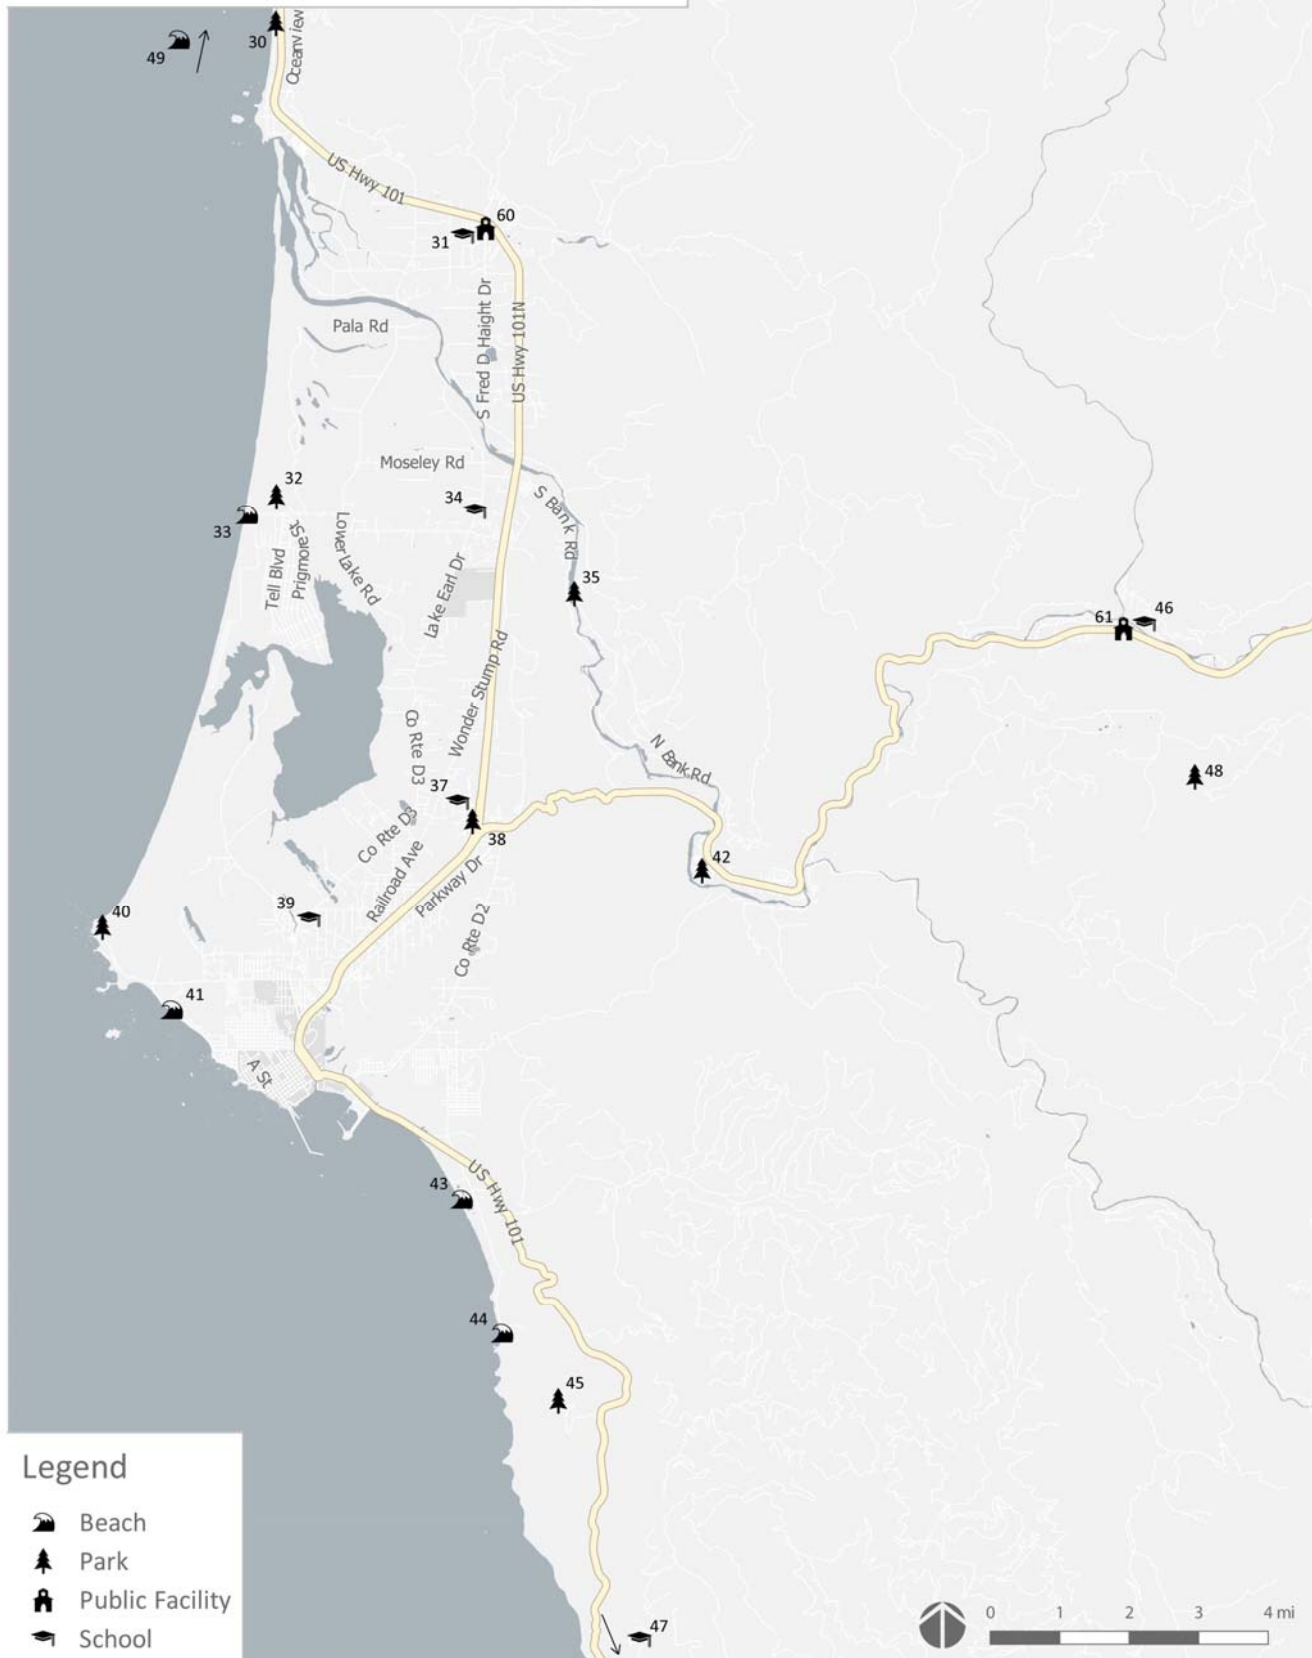 30
49
Oceanview
US Hwy 101
60
31
S Fred D Haight Dr
US Hwy 101N
Pala Rd
Moseley Rd
32
34
33
S Bank Rd
Tell Blvd
Prigmore St
Lower Lake Rd
Lake Earl Dr
35
46
61
Wonder Stump Rd
Co Rte D3
N Bank Rd
48
37
38
Co Rte D3
Railroad Ave
Parkway Dr
42
39
40
Co Rte D2
41
A St
43
US Hwy 101
44
45
47
Legend
Beach
Park
Public Facility
School
0 1 2 3 4 mi